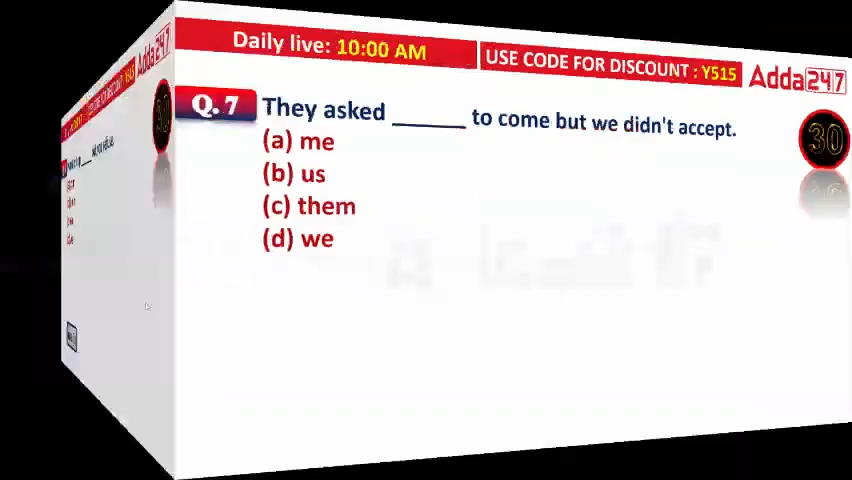 Daily live: 10:00 AM
USE CODE FOR DISCOUNT : Y515
Adda247
Q. 7 They asked ______ to come but we didn't accept.
30
(a) me
(b) us
(c) them
(d) we